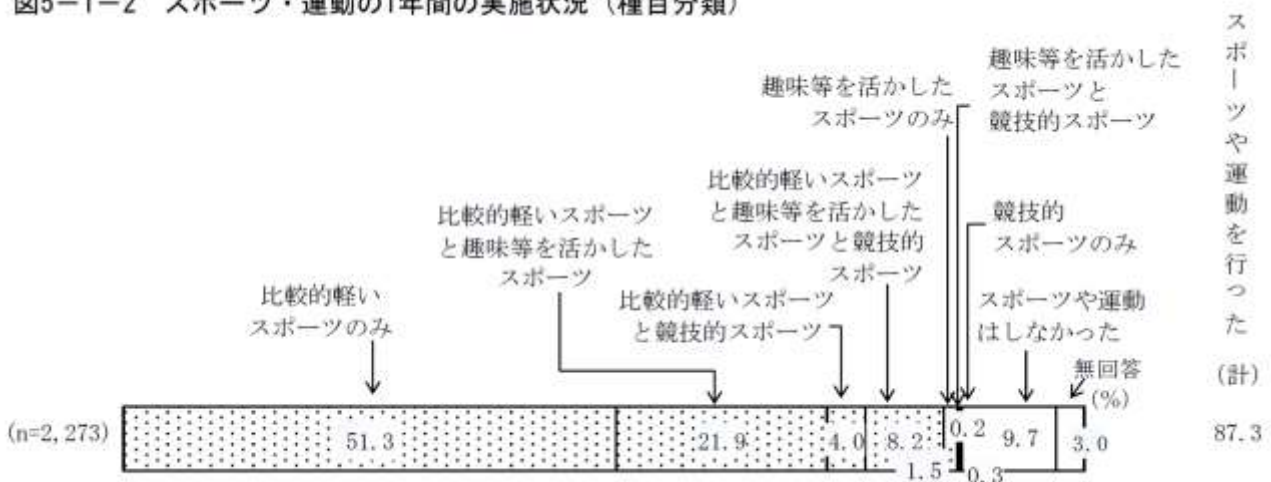 図5-1-2　スポーツ・運動の1年間の実施状況（種目分類）
スポーツや運動を行った
(計)
87.3
趣味等を活かした
スポーツと
競技的スポーツ
趣味等を活かした
スポーツのみ
比較的軽いスポーツ
と趣味等を活かした
スポーツと競技的
スポーツ
競技的
スポーツのみ
比較的軽いスポーツ
と趣味等を活かした
スポーツ
比較的軽い
スポーツのみ
比較的軽いスポーツ
と競技的スポーツ
スポーツや運動
はしなかった
無回答
(%)
(n=2,273)
51.3
21.9
4.0
8.2
1.5
0.2
0.3
9.7
3.0